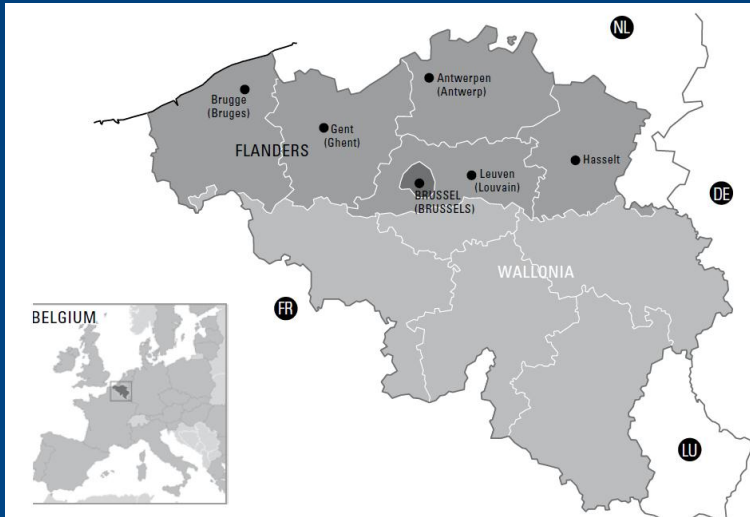 NL
Antwerpen
(Antwerp)
Brugge
(Bruges)
Gent
(Ghent)
FLANDERS
Leuven
(Louvain)
Hasselt
BRUSSEL
(BRUSSELS)
DE
WALLONIA
FR
BELGIUM
LU